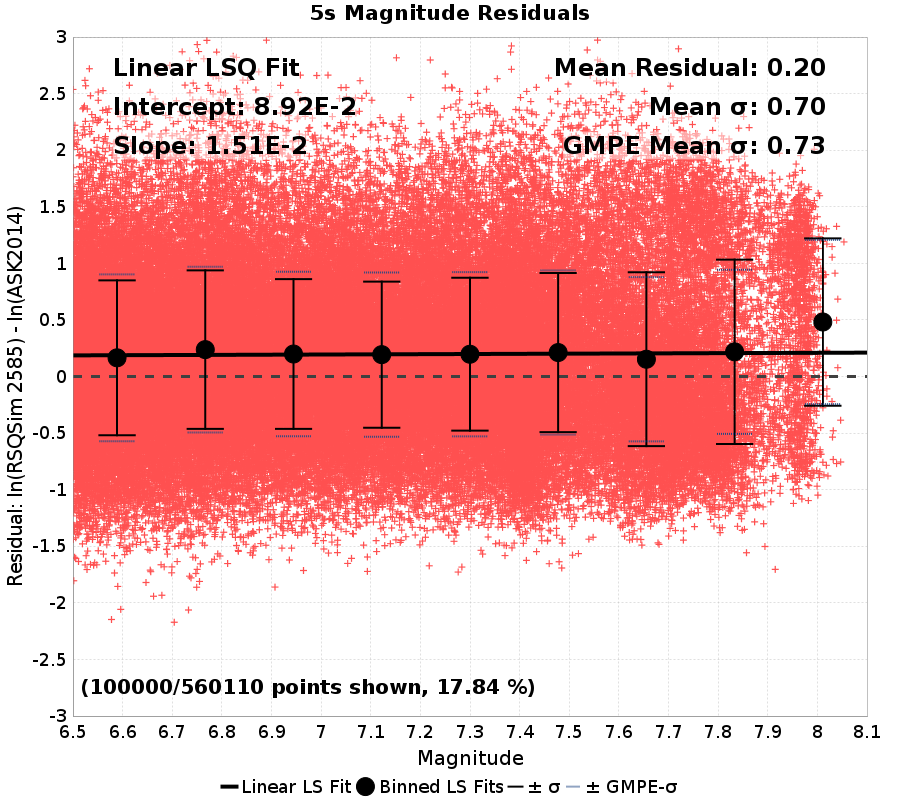 5s Magnitude Residuals
Linear LSQ Fit
Intercept: 8.92E-2
Slope: 1.51E-2
Mean Residual: 0.20
Mean σ: 0.70
GMPE Mean σ: 0.73
Residual: ln(RSQSim 2585) - ln(ASK2014)
3
2.5
2
1.5
1
0.5
0
-0.5
-1
-1.5
-2
-2.5
-3
(100000/560110 points shown, 17.84 %)
6.5 6.6 6.7 6.8 6.9 7 7.1 7.2 7.3 7.4 7.5 7.6 7.7 7.8 7.9 8 8.1
Magnitude
Linear LS Fit Binned LS Fits ± σ ± GMPE-σ